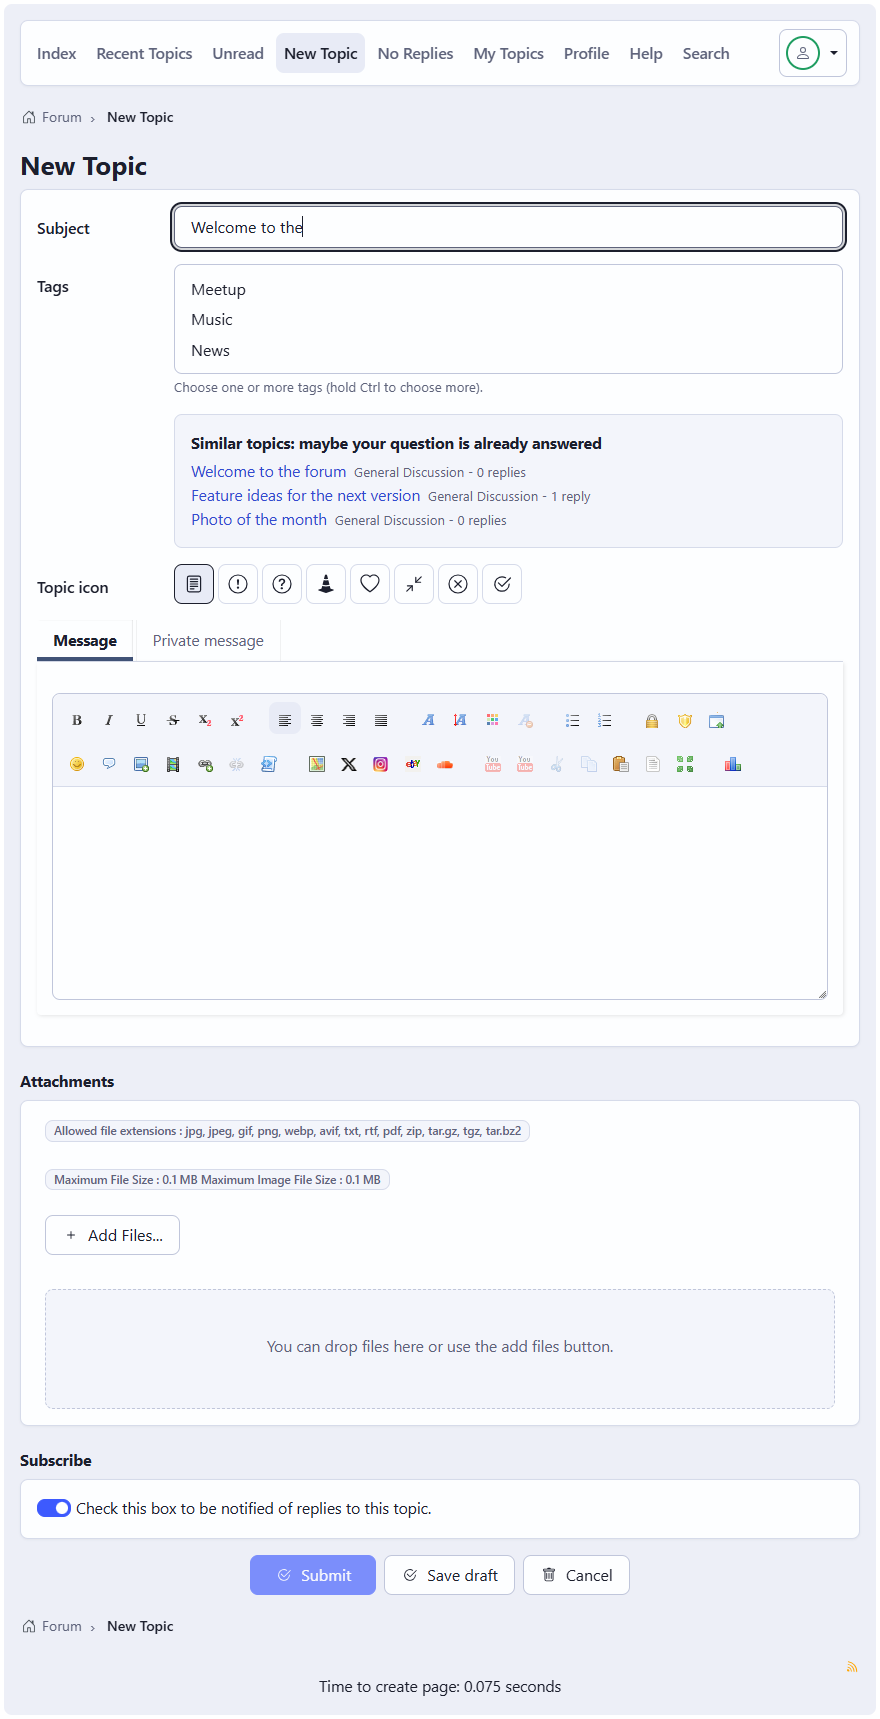 Index Recent Topics Unread New Topic No Replies My Topics Profile Help Search
Forum › New Topic
New Topic
Subject
Welcome to the
Tags
Meetup
Music
News
Choose one or more tags (hold Ctrl to choose more).
Similar topics: maybe your question is already answered
Welcome to the forum General Discussion - 0 replies
Feature ideas for the next version General Discussion - 1 reply
Photo of the month General Discussion - 0 replies
Topic icon
Message Private message
Attachments
Allowed file extensions : jpg, jpeg, gif, png, webp, avif, txt, rtf, pdf, zip, tar.gz, tgz, tar.bz2
Maximum File Size : 0.1 MB Maximum Image File Size : 0.1 MB
+ Add Files...
You can drop files here or use the add files button.
Subscribe
Check this box to be notified of replies to this topic.
Submit Save draft Cancel
Forum › New Topic
Time to create page: 0.075 seconds